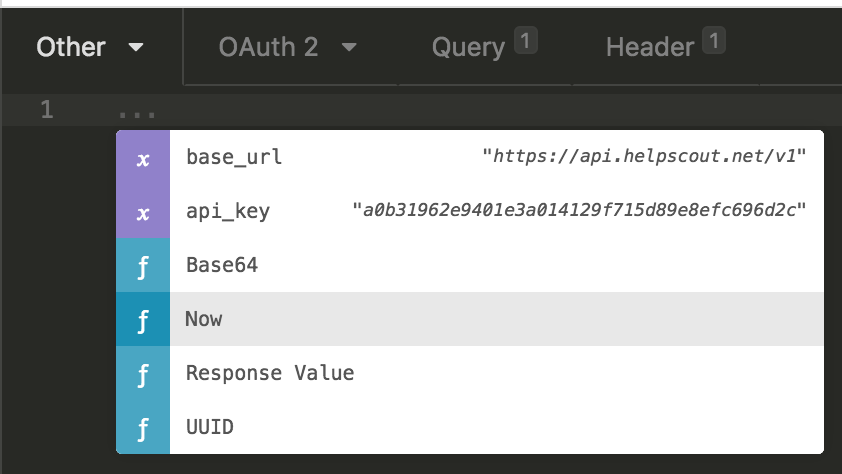 Other OAuth 2 Query 1 Header 1
1 ...
x base_url "https://api.helpscout.net/v1"
x api_key "a0b31962e9401e3a014129f715d89e8efc696d2c"
ƒ Base64
ƒ Now
ƒ Response Value
ƒ UUID